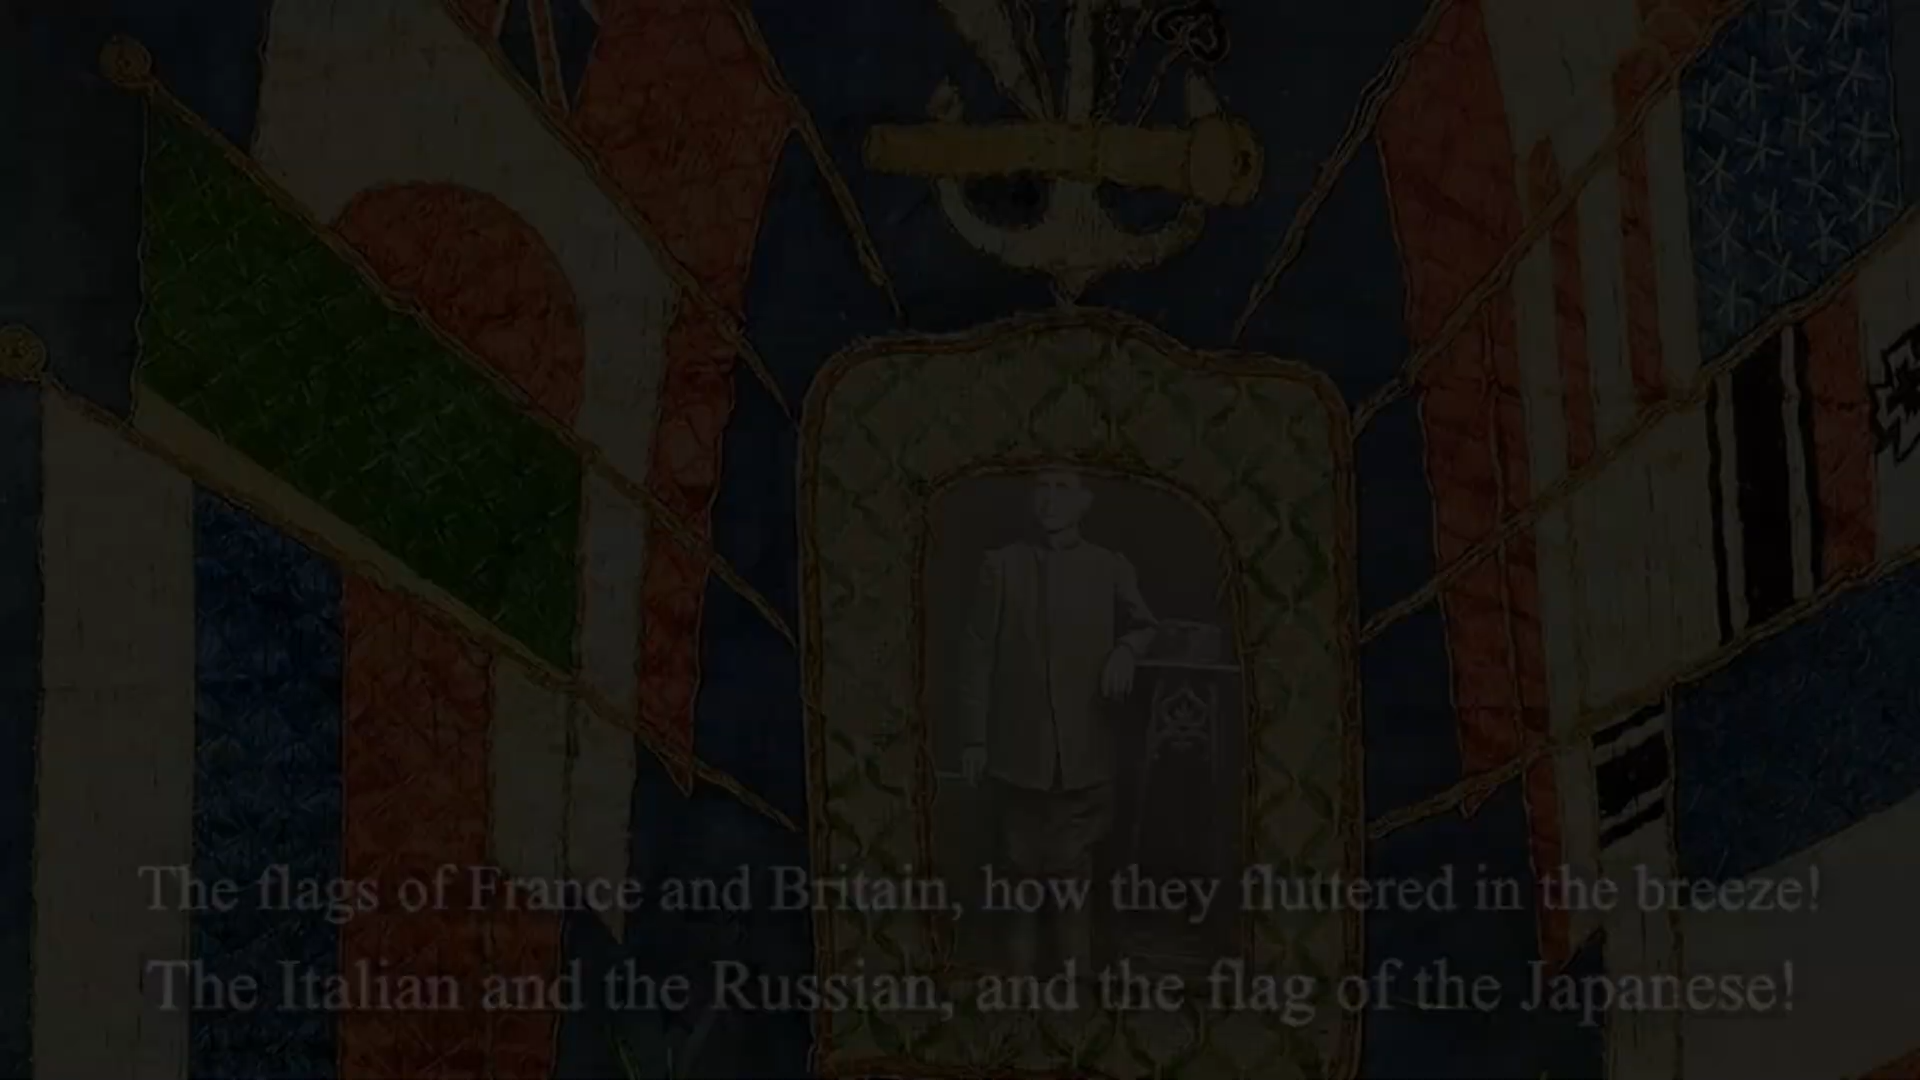 The flags of France and Britain, how they fluttered in the breeze!
The Italian and the Russian, and the flag of the Japanese!